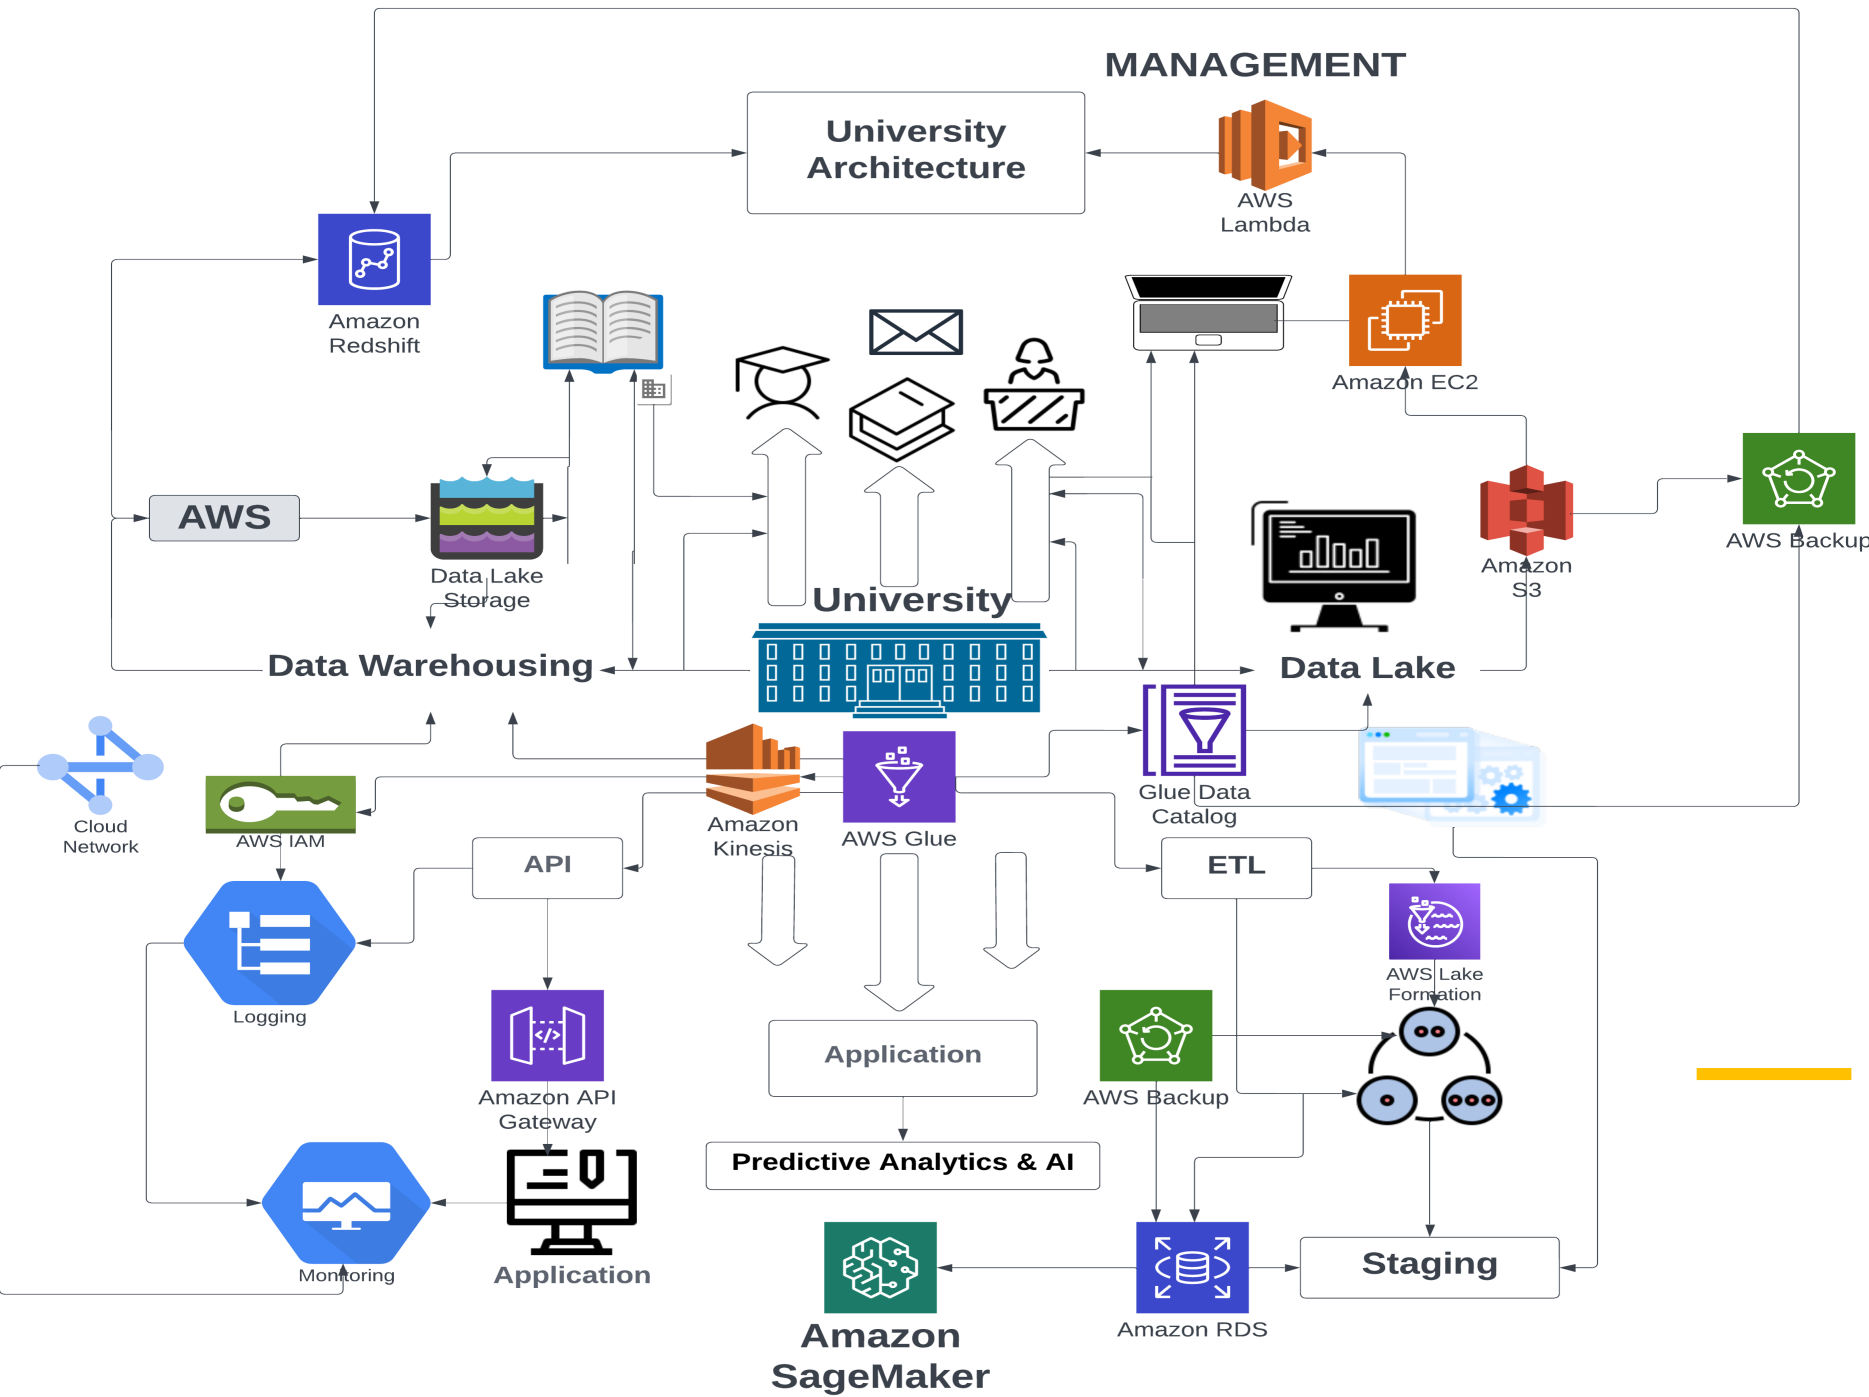 MANAGEMENT
University
Architecture
AWS
Lambda
Amazon
Redshift
Amazon EC2
AWS
Data Lake
Storage
Amazon
S3
AWS Backup
University
Data Warehousing
Data Lake
Cloud
Network
AWS IAM
Amazon
Kinesis
AWS Glue
Glue Data
Catalog
API
ETL
Logging
AWS Lake
Formation
Amazon API
Gateway
Application
AWS Backup
Predictive Analytics & AI
Monitoring
Application
Staging
Amazon RDS
Amazon
SageMaker